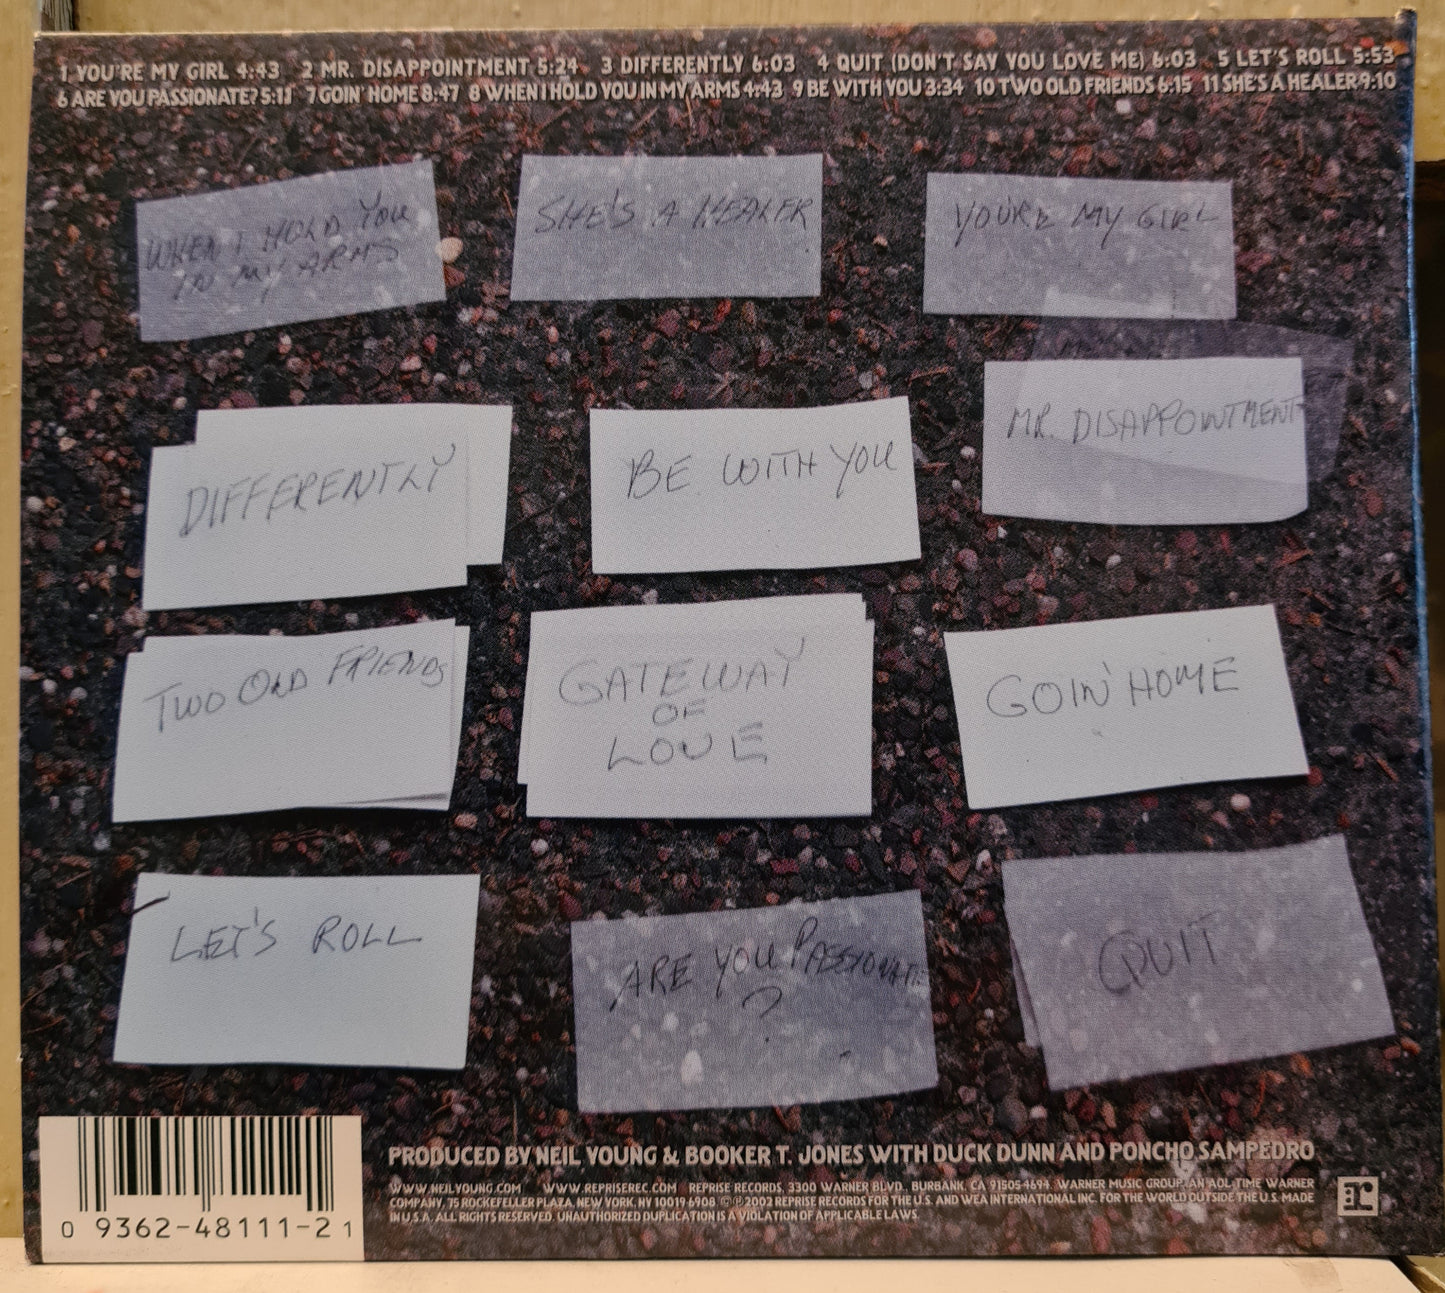 1 YOU'RE MY GIRL 4:43 2 MR. DISAPPOINTMENT 5:24 3 DIFFERENTLY 6:03 4 QUIT (DON'T SAY YOU LOVE ME) 6:03 5 LET'S ROLL 5:53
6 ARE YOU PASSIONATE? 5:11 7 GOIN' HOME 8:47 8 WHEN I HOLD YOU IN MY ARMS 4:43 9 BE WITH YOU 3:34 10 TWO OLD FRIENDS 6:15 11 SHE'S A HEALER 9:10
WHEN I HOLD YOU
IN MY ARMS
SHE'S A HEALER
YOU'RE MY GIRL
DIFFERENTLY
BE WITH YOU
MR. DISAPPOINTMENT
TWO OLD FRIENDS
GATEWAY
OF
LOVE
GOIN' HOME
LET'S ROLL
ARE YOU PASSIONATE
?
QUIT
0 9362-48111-2 1
PRODUCED BY NEIL YOUNG & BOOKER T. JONES WITH DUCK DUNN AND PONCHO SAMPEDRO
WWW.NEILYOUNG.COM WWW.REPRISEREC.COM REPRISE RECORDS, 3300 WARNER BLVD., BURBANK, CA 91505-4694. WARNER MUSIC GROUP, AN AOL TIME WARNER
COMPANY, 75 ROCKEFELLER PLAZA, NEW YORK, NY 10019-6908. ©℗2002 REPRISE RECORDS FOR THE U.S. AND WEA INTERNATIONAL INC. FOR THE WORLD OUTSIDE THE U.S. MADE
IN U.S.A. ALL RIGHTS RESERVED. UNAUTHORIZED DUPLICATION IS A VIOLATION OF APPLICABLE LAWS.
r